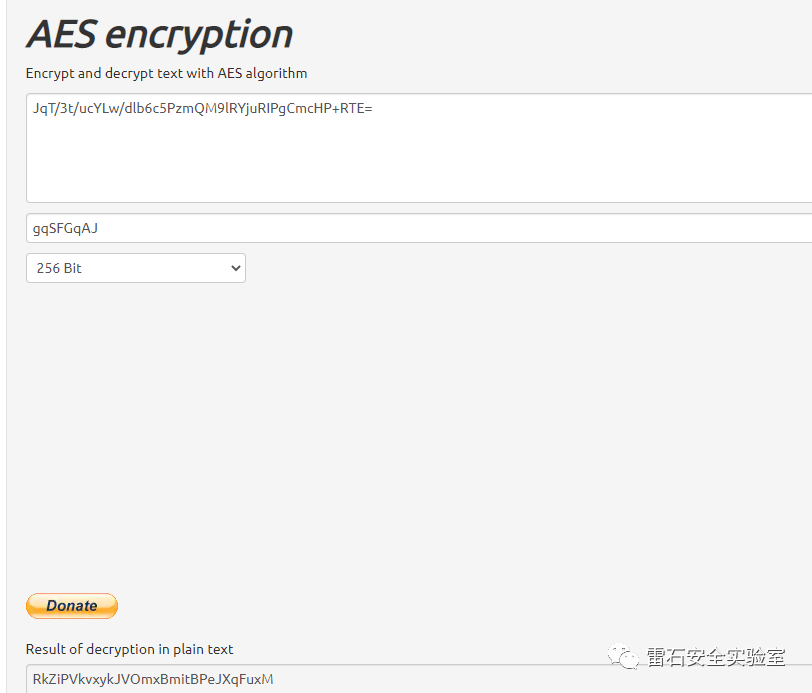 AES encryption
Encrypt and decrypt text with AES algorithm
JqT/3t/ucYLw/dlb6c5PzmQM9lRYjuRIPgCmcHP+RTE=
gqSFGqAJ
256 Bit
Donate
Result of decryption in plain text
雷石安全实验室
RkZiPVkvxykJVOmxBmitBPeJXqFuxM